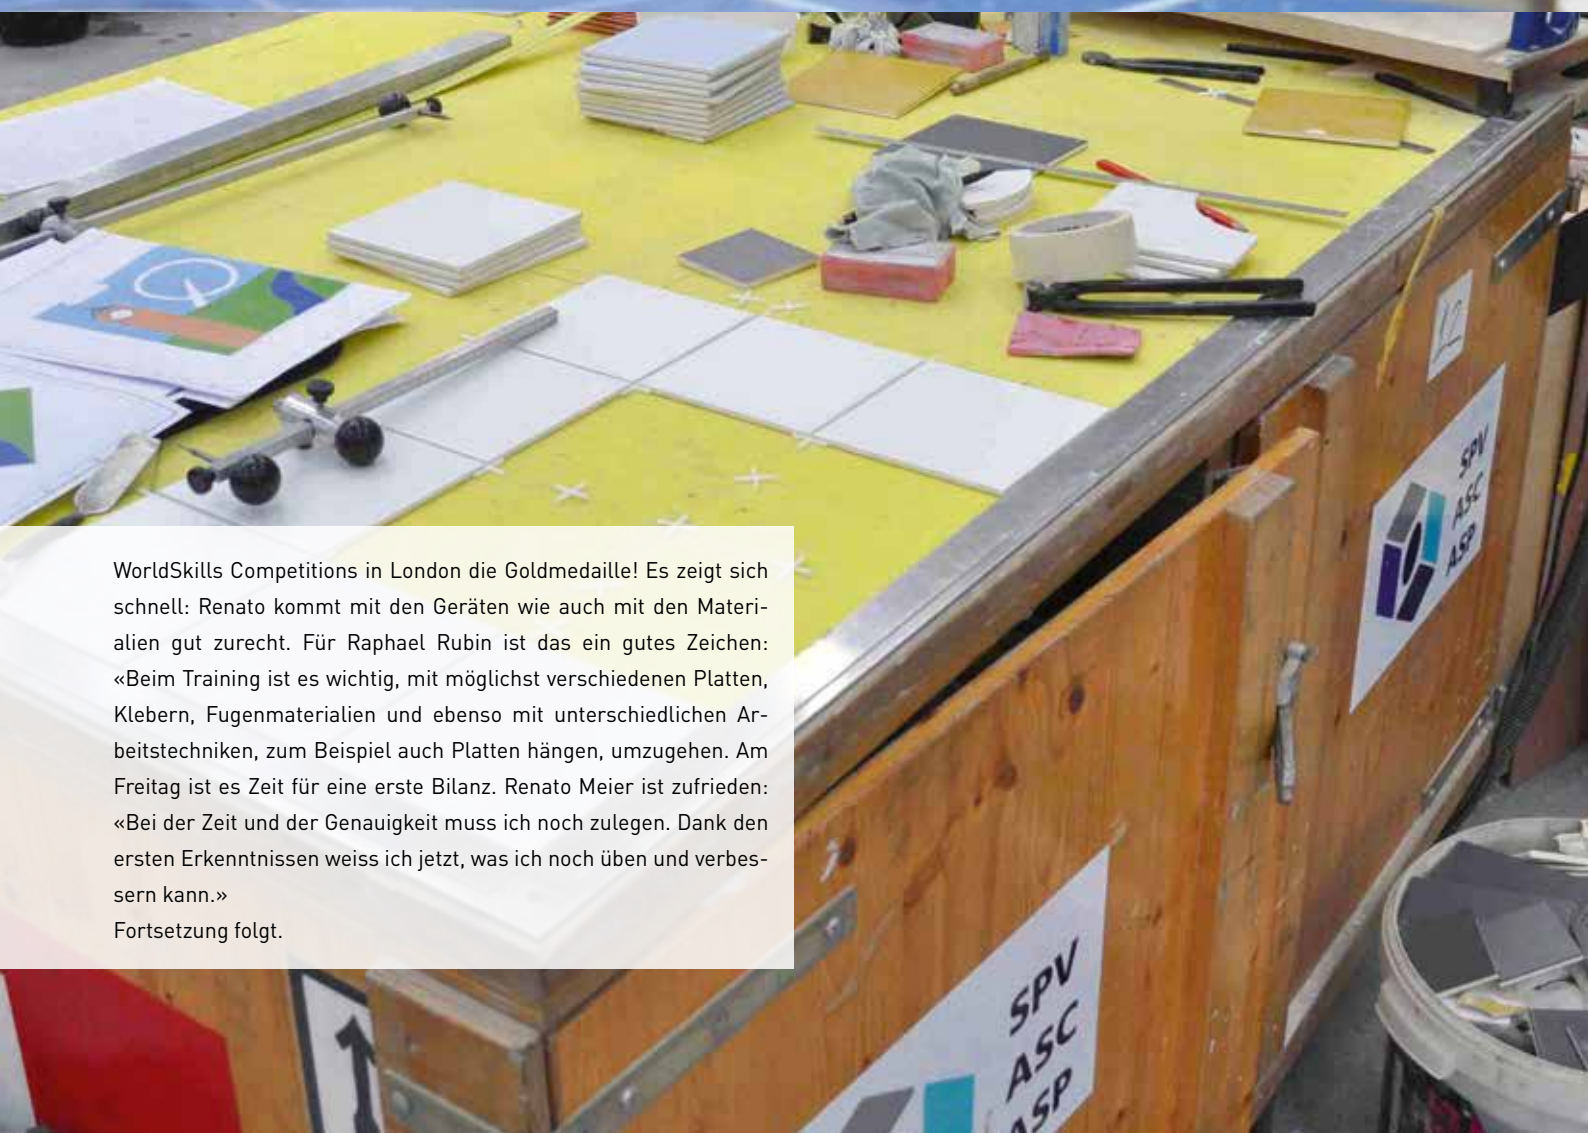 12
SPV
ASC
ASP
WorldSkills Competitions in London die Goldmedaille! Es zeigt sich
schnell: Renato kommt mit den Geräten wie auch mit den Materi-
alien gut zurecht. Für Raphael Rubin ist das ein gutes Zeichen:
«Beim Training ist es wichtig, mit möglichst verschiedenen Platten,
Klebern, Fugenmaterialien und ebenso mit unterschiedlichen Ar-
beitstechniken, zum Beispiel auch Platten hängen, umzugehen. Am
Freitag ist es Zeit für eine erste Bilanz. Renato Meier ist zufrieden:
«Bei der Zeit und der Genauigkeit muss ich noch zulegen. Dank den
ersten Erkenntnissen weiss ich jetzt, was ich noch üben und verbes-
sern kann.»
Fortsetzung folgt.
SPV
ASC
ASP